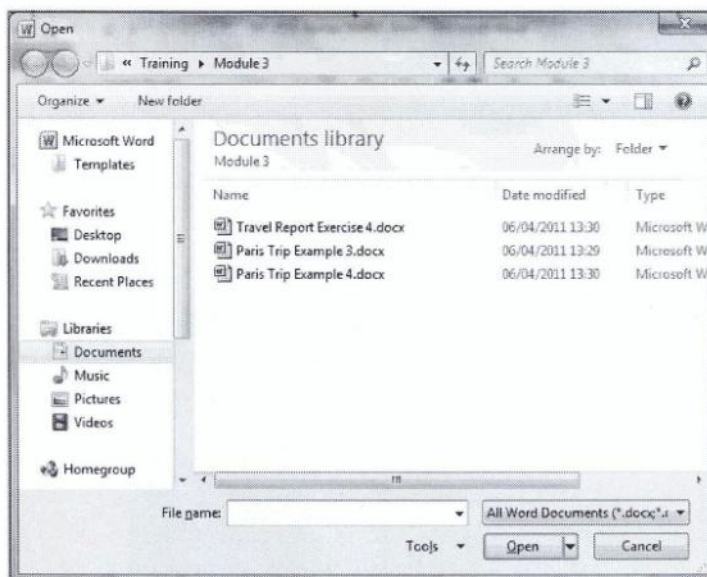 Open
« Training ▸ Module 3
Search Module 3
Organize
New folder
Microsoft Word
Templates
Favorites
Desktop
Downloads
Recent Places
Libraries
Documents
Music
Pictures
Videos
Homegroup
Documents library
Module 3
Arrange by: Folder
Name Date modified Type
Travel Report Exercise 4.docx 06/04/2011 13:30 Microsoft W
Paris Trip Example 3.docx 06/04/2011 13:29 Microsoft W
Paris Trip Example 4.docx 06/04/2011 13:30 Microsoft W
File name:
All Word Documents (*.docx;*.
Tools
Open
Cancel